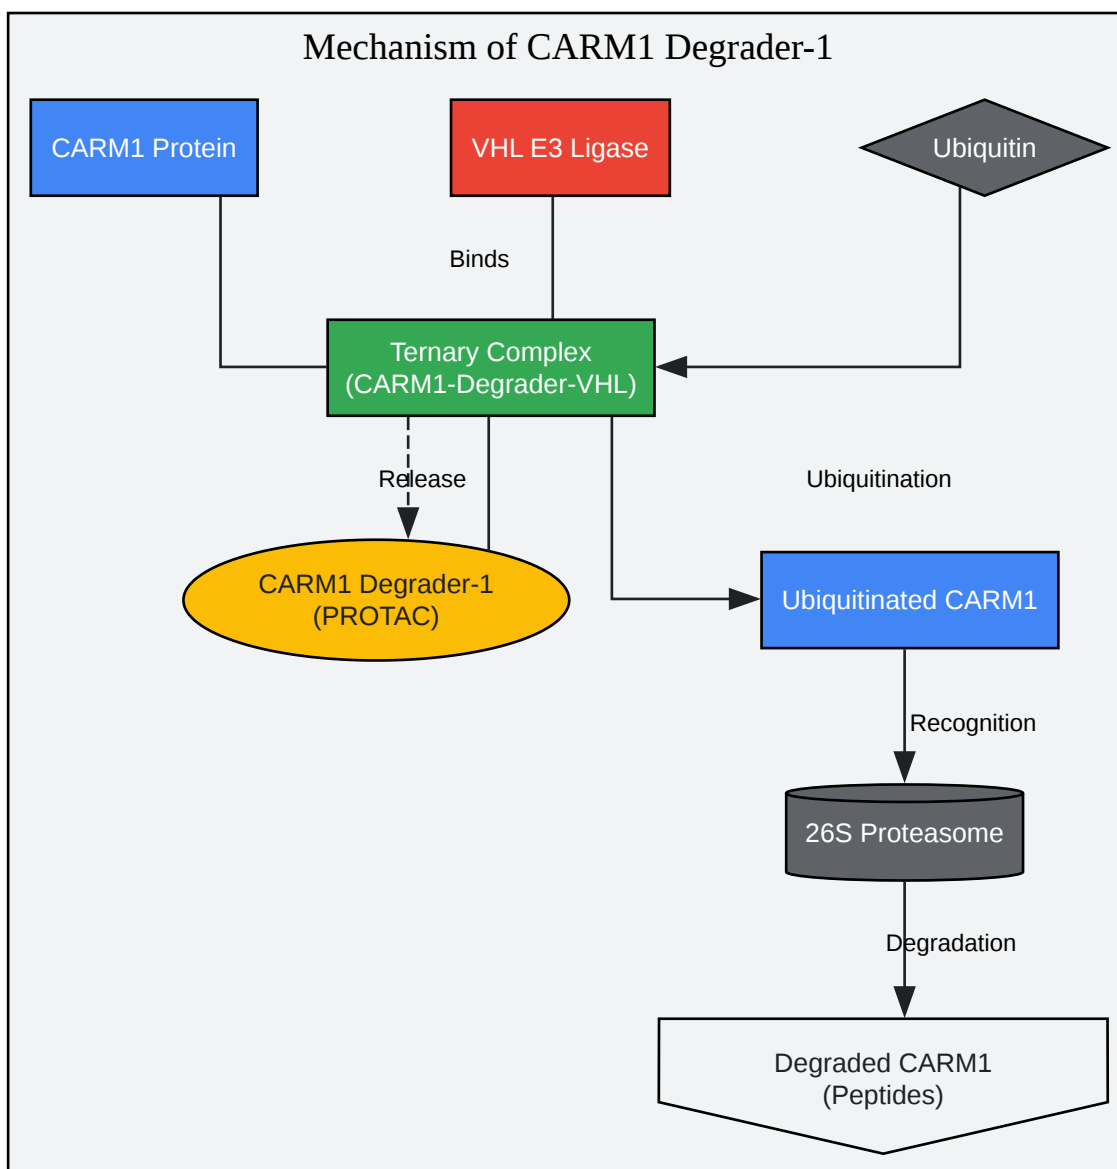 Mechanism of CARM1 Degrader-1
CARM1 Protein
VHL E3 Ligase
Ubiquitin
Binds
Ternary Complex
(CARM1-Degrader-VHL)
Release
Ubiquitination
CARM1 Degrader-1
(PROTAC)
Ubiquitinated CARM1
Recognition
26S Proteasome
Degradation
Degraded CARM1
(Peptides)